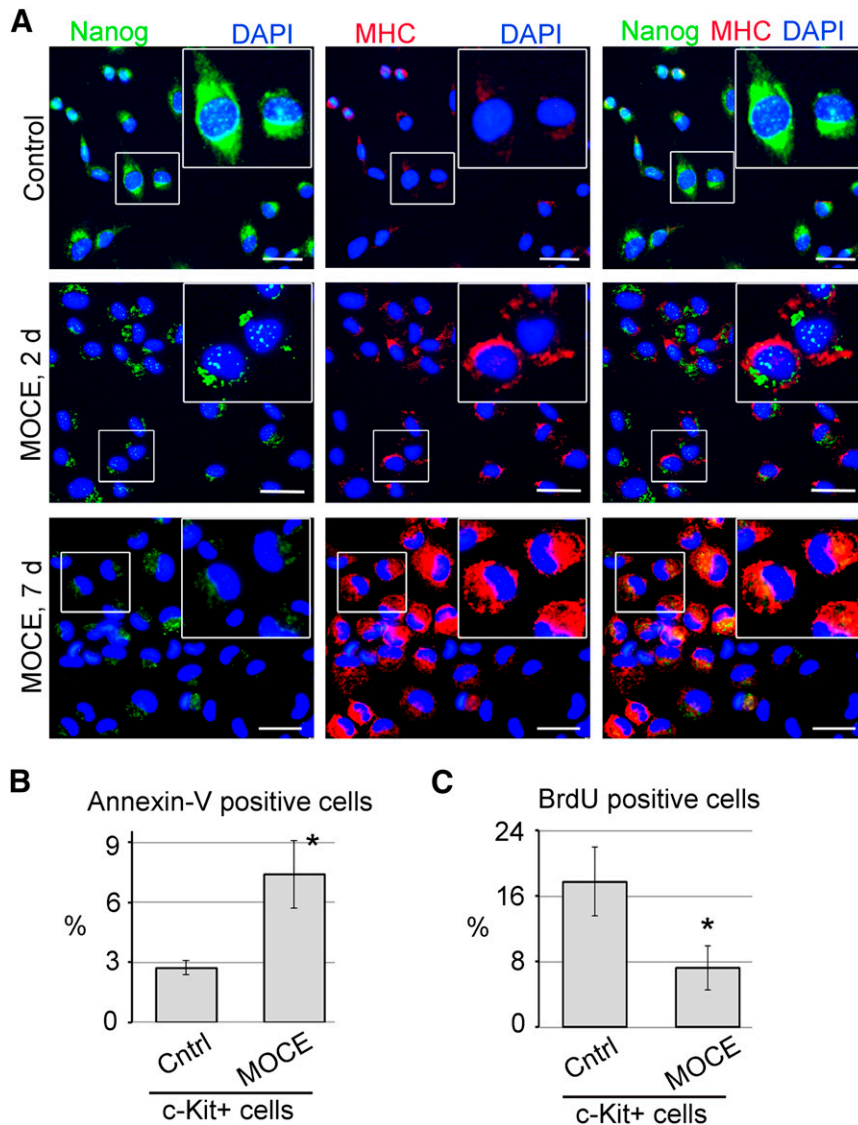 A
Nanog DAPI MHC DAPI Nanog MHC DAPI
Control
MOCE, 2 d
MOCE, 7 d
B
Annexin-V positive cells
9
6
%
3
0
*
Cntrl MOCE
c-Kit+ cells
C
BrdU positive cells
24
16
%
8
0
*
Cntrl MOCE
c-Kit+ cells